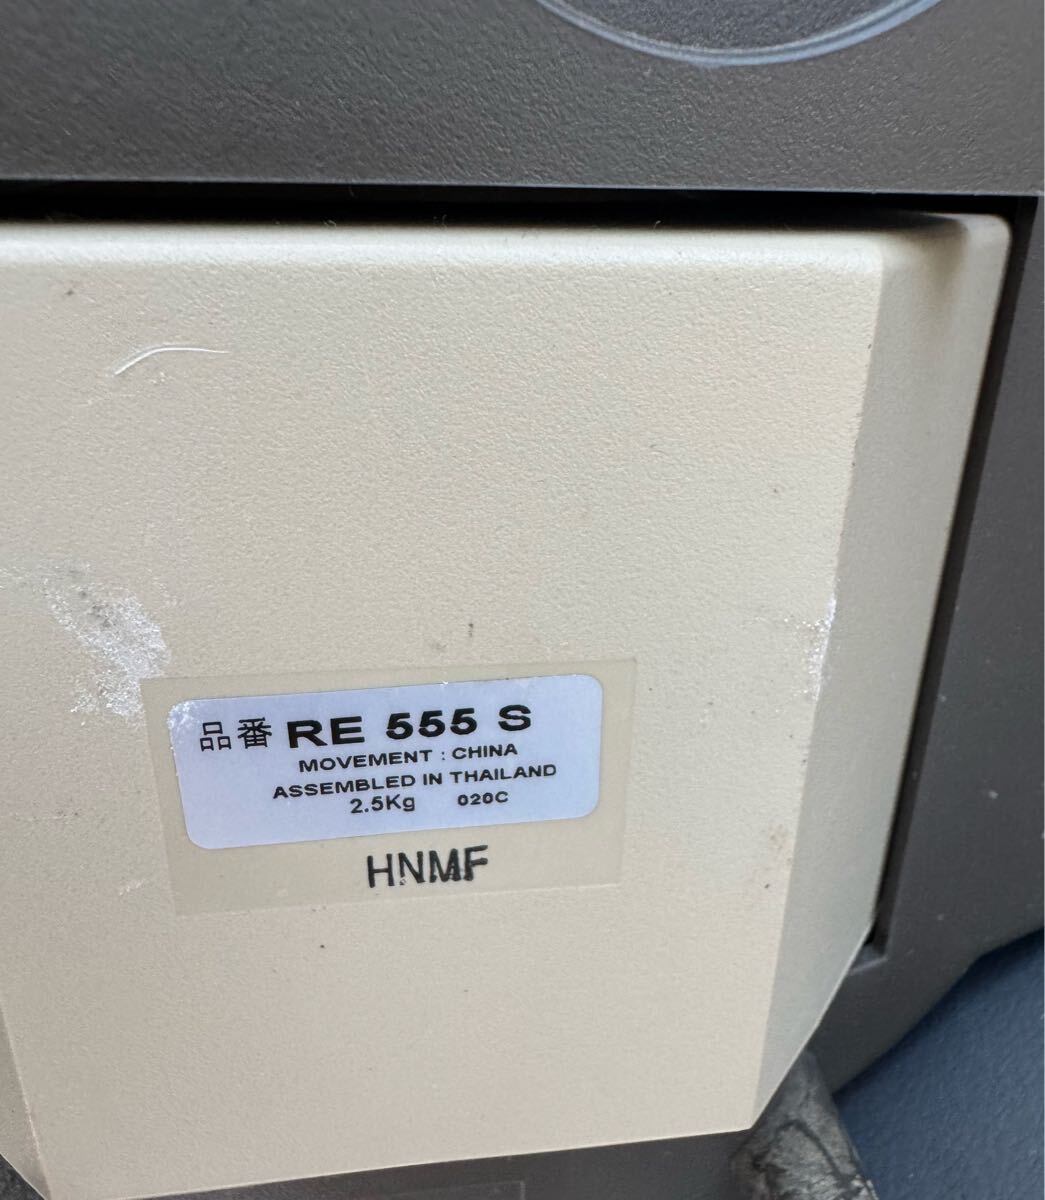 品番 RE 555 S
MOVEMENT : CHINA
ASSEMBLED IN THAILAND
2.5Kg 020C
HNMF